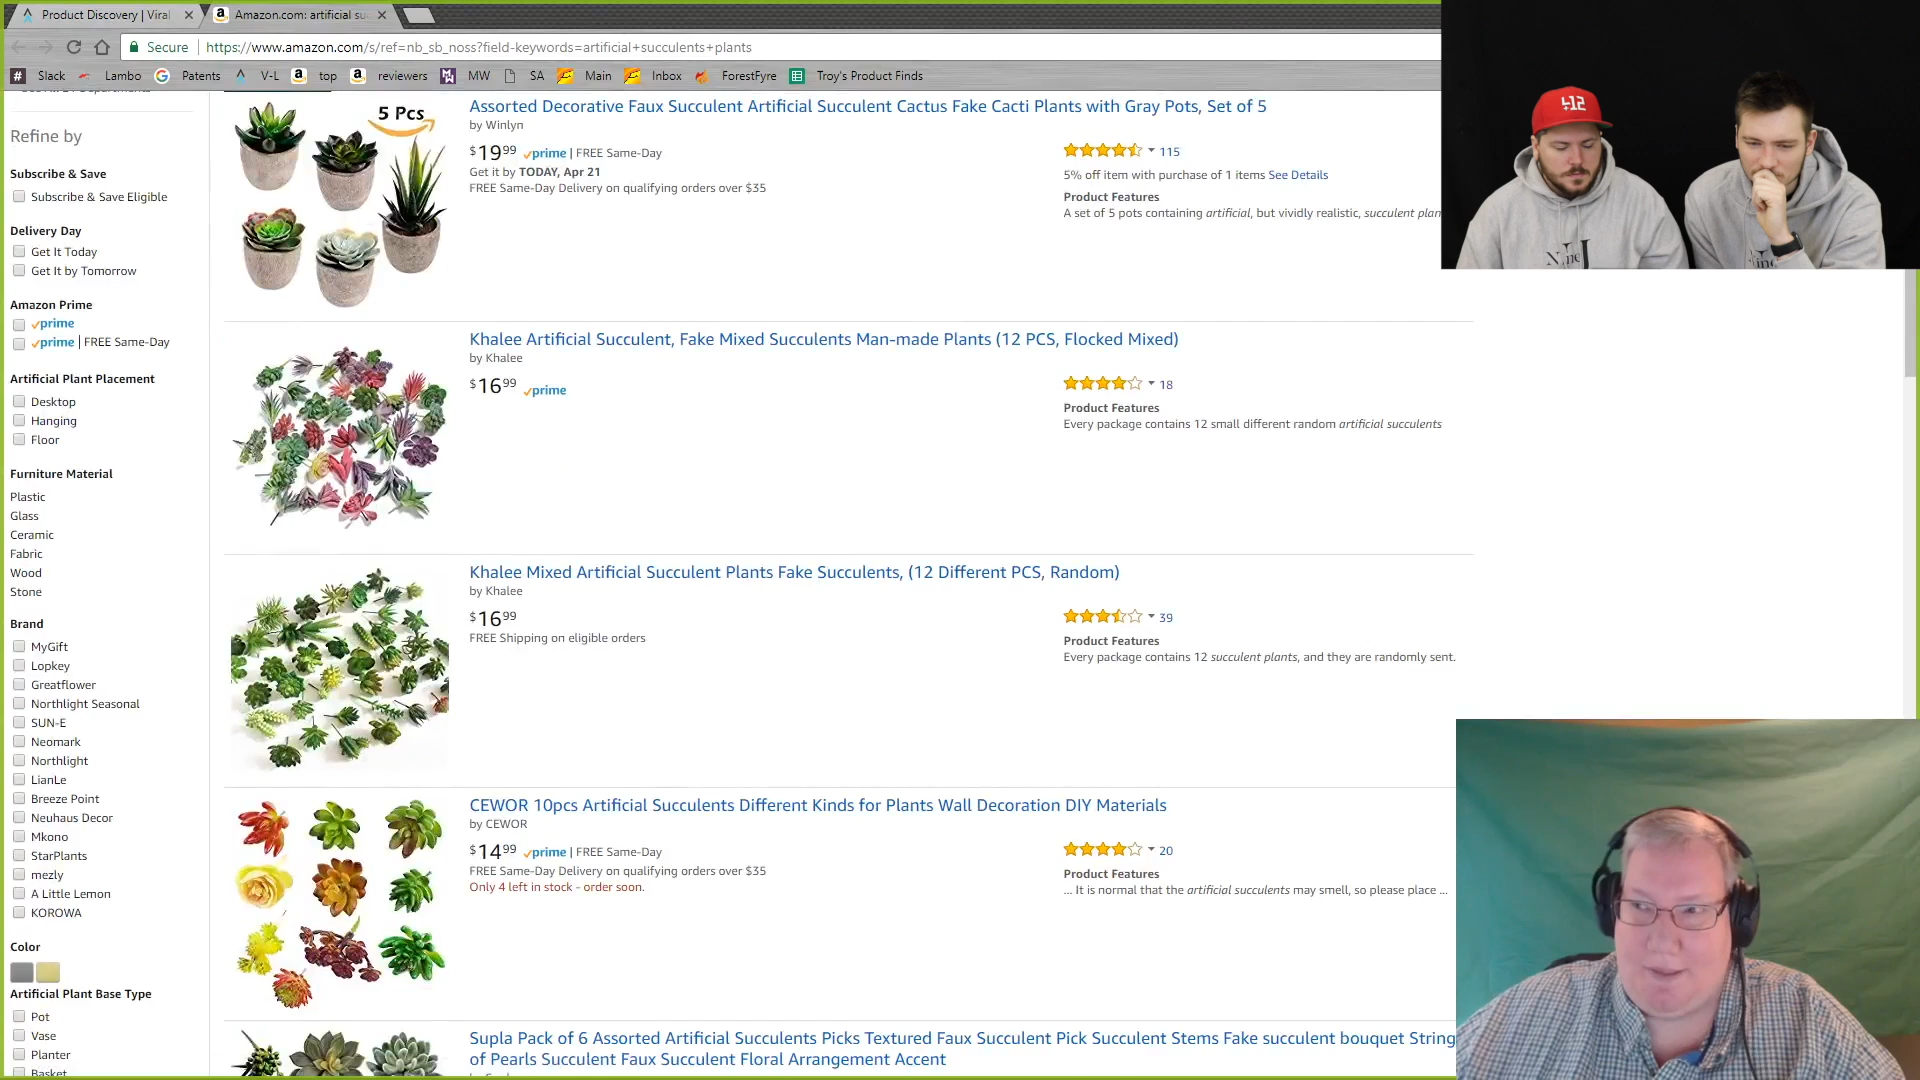 Product Discovery | Viral
Amazon.com: artificial su
Secure https://www.amazon.com/s/ref=nb_sb_noss?field-keywords=artificial+succulents+plants
# Slack Lambo Patents V-L top reviewers MW SA Main Inbox ForestFyre Troy's Product Finds
Refine by
Subscribe & Save
Subscribe & Save Eligible
Delivery Day
Get It Today
Get It by Tomorrow
Amazon Prime
prime
prime | FREE Same-Day
Artificial Plant Placement
Desktop
Hanging
Floor
Furniture Material
Plastic
Glass
Ceramic
Fabric
Wood
Stone
Brand
MyGift
Lopkey
Greatflower
Northlight Seasonal
SUN-E
Neomark
Northlight
LianLe
Breeze Point
Neuhaus Decor
Mkono
StarPlants
mezly
A Little Lemon
KOROWA
Color
Artificial Plant Base Type
Pot
Vase
Planter
Basket
5 Pcs
Assorted Decorative Faux Succulent Artificial Succulent Cactus Fake Cacti Plants with Gray Pots, Set of 5
by Winlyn
$19 99 prime | FREE Same-Day
Get it by TODAY, Apr 21
FREE Same-Day Delivery on qualifying orders over $35
115
5% off item with purchase of 1 items See Details
Product Features
A set of 5 pots containing artificial, but vividly realistic, succulent plan
Khalee Artificial Succulent, Fake Mixed Succulents Man-made Plants (12 PCS, Flocked Mixed)
by Khalee
$16 99 prime
18
Product Features
Every package contains 12 small different random artificial succulents
Khalee Mixed Artificial Succulent Plants Fake Succulents, (12 Different PCS, Random)
by Khalee
$16 99
FREE Shipping on eligible orders
39
Product Features
Every package contains 12 succulent plants, and they are randomly sent.
CEWOR 10pcs Artificial Succulents Different Kinds for Plants Wall Decoration DIY Materials
by CEWOR
$14 99 prime | FREE Same-Day
FREE Same-Day Delivery on qualifying orders over $35
Only 4 left in stock - order soon.
20
Product Features
... It is normal that the artificial succulents may smell, so please place ...
Supla Pack of 6 Assorted Artificial Succulents Picks Textured Faux Succulent Pick Succulent Stems Fake succulent bouquet String
of Pearls Succulent Faux Succulent Floral Arrangement Accent
412